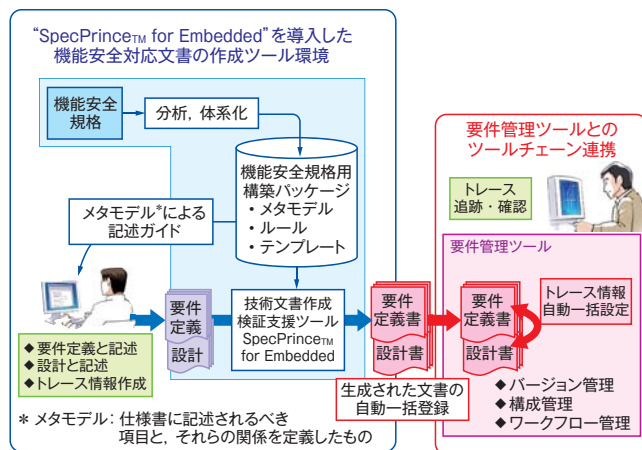 “SpecPrince™ for Embedded”を導入した
機能安全対応文書の作成ツール環境
機能安全
規格
分析，体系化
機能安全規格用
構築パッケージ
・メタモデル
・ルール
・テンプレート
メタモデル*による
記述ガイド
要件
定義
設計
技術文書作成
検証支援ツール
SpecPrince™
for Embedded
◆要件定義と記述
◆設計と記述
◆トレース情報作成
要件
定義書
設計書
生成された文書の
自動一括登録
＊ メタモデル：仕様書に記述されるべき
項目と，それらの関係を定義したもの
要件管理ツールとの
ツールチェーン連携
トレース
追跡・確認
要件管理ツール
要件
定義書
設計書
トレース情報
自動一括設定
◆バージョン管理
◆構成管理
◆ワークフロー管理